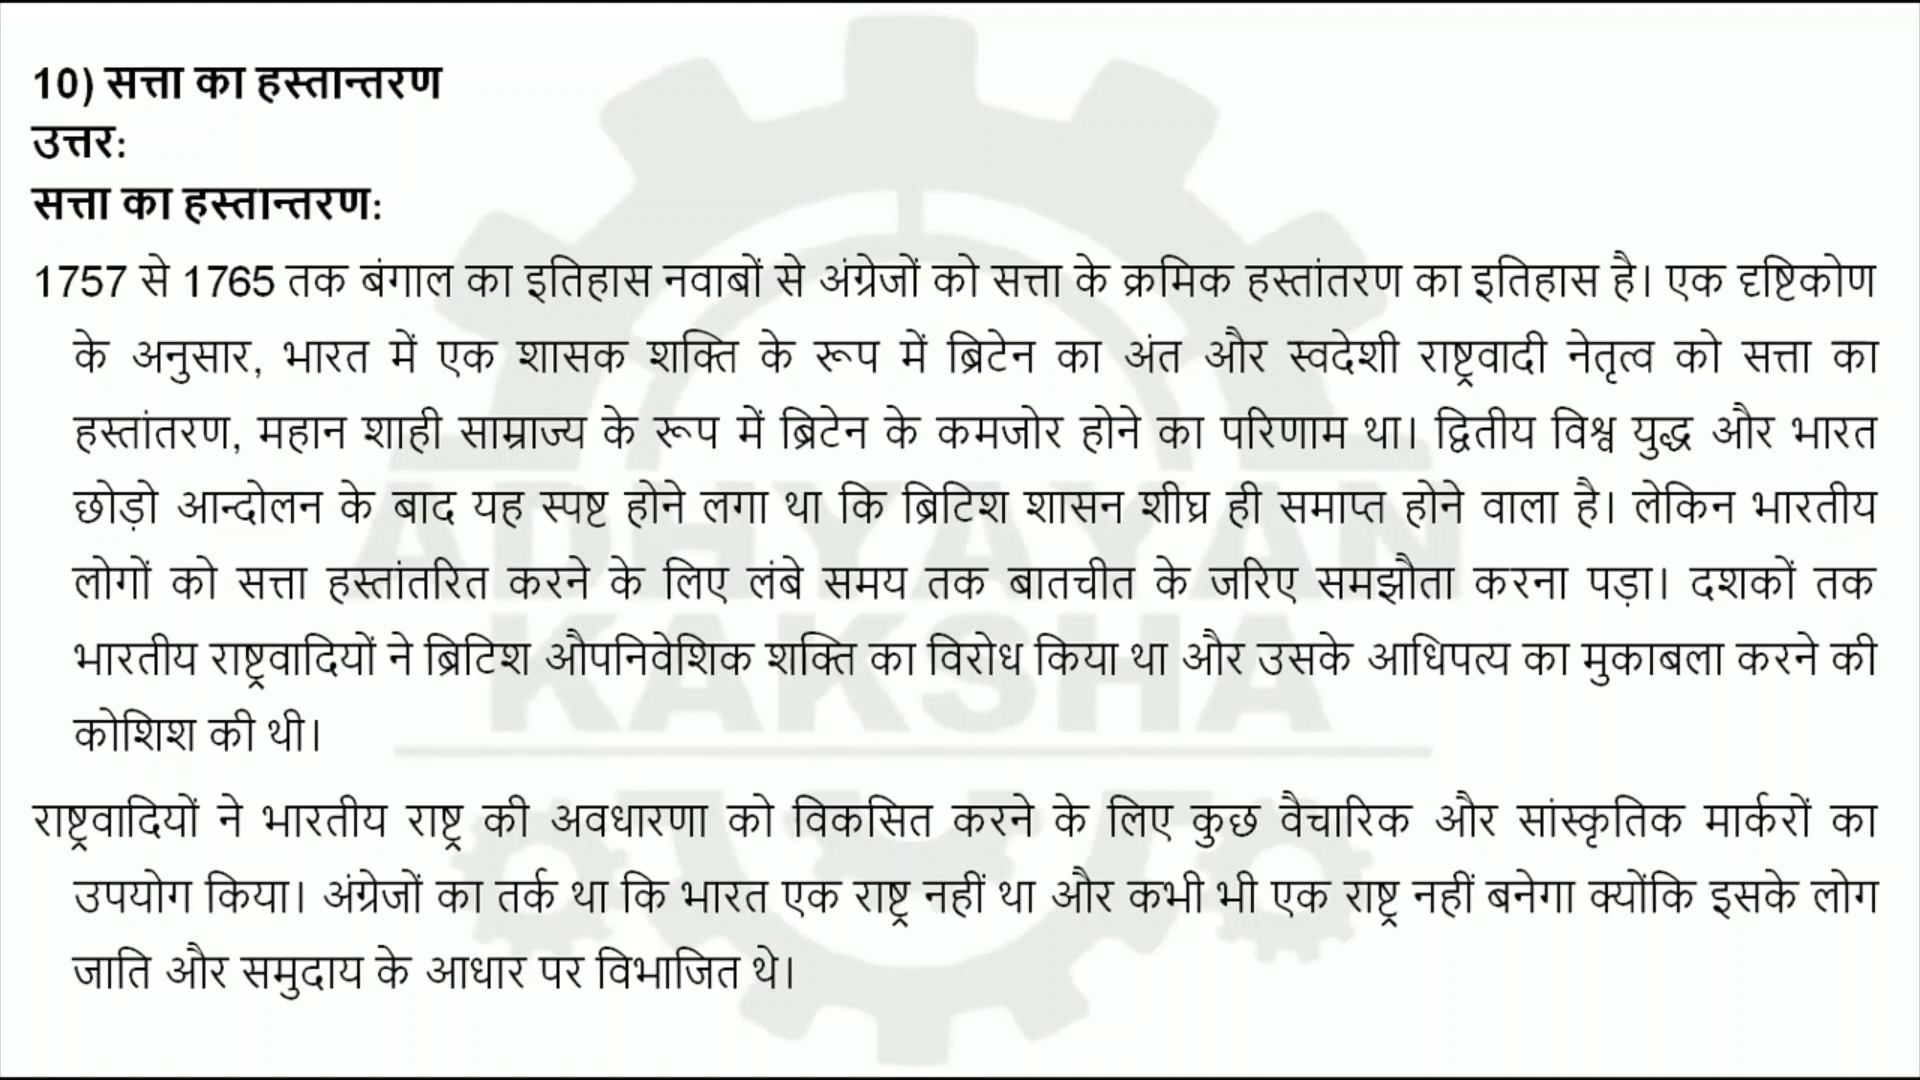 10) सत्ता का हस्तान्तरण
उत्तर:
सत्ता का हस्तान्तरण:
1757 से 1765 तक बंगाल का इतिहास नवाबों से अंग्रेजों को सत्ता के क्रमिक हस्तांतरण का इतिहास है। एक दृष्टिकोण
के अनुसार, भारत में एक शासक शक्ति के रूप में ब्रिटेन का अंत और स्वदेशी राष्ट्रवादी नेतृत्व को सत्ता का
हस्तांतरण, महान शाही साम्राज्य के रूप में ब्रिटेन के कमजोर होने का परिणाम था। द्वितीय विश्व युद्ध और भारत
छोड़ो आन्दोलन के बाद यह स्पष्ट होने लगा था कि ब्रिटिश शासन शीघ्र ही समाप्त होने वाला है। लेकिन भारतीय
लोगों को सत्ता हस्तांतरित करने के लिए लंबे समय तक बातचीत के जरिए समझौता करना पड़ा। दशकों तक
भारतीय राष्ट्रवादियों ने ब्रिटिश औपनिवेशिक शक्ति का विरोध किया था और उसके आधिपत्य का मुकाबला करने की
कोशिश की थी।
राष्ट्रवादियों ने भारतीय राष्ट्र की अवधारणा को विकसित करने के लिए कुछ वैचारिक और सांस्कृतिक मार्करों का
उपयोग किया। अंग्रेजों का तर्क था कि भारत एक राष्ट्र नहीं था और कभी भी एक राष्ट्र नहीं बनेगा क्योंकि इसके लोग
जाति और समुदाय के आधार पर विभाजित थे।
ADHYAYAN
KAKSHA